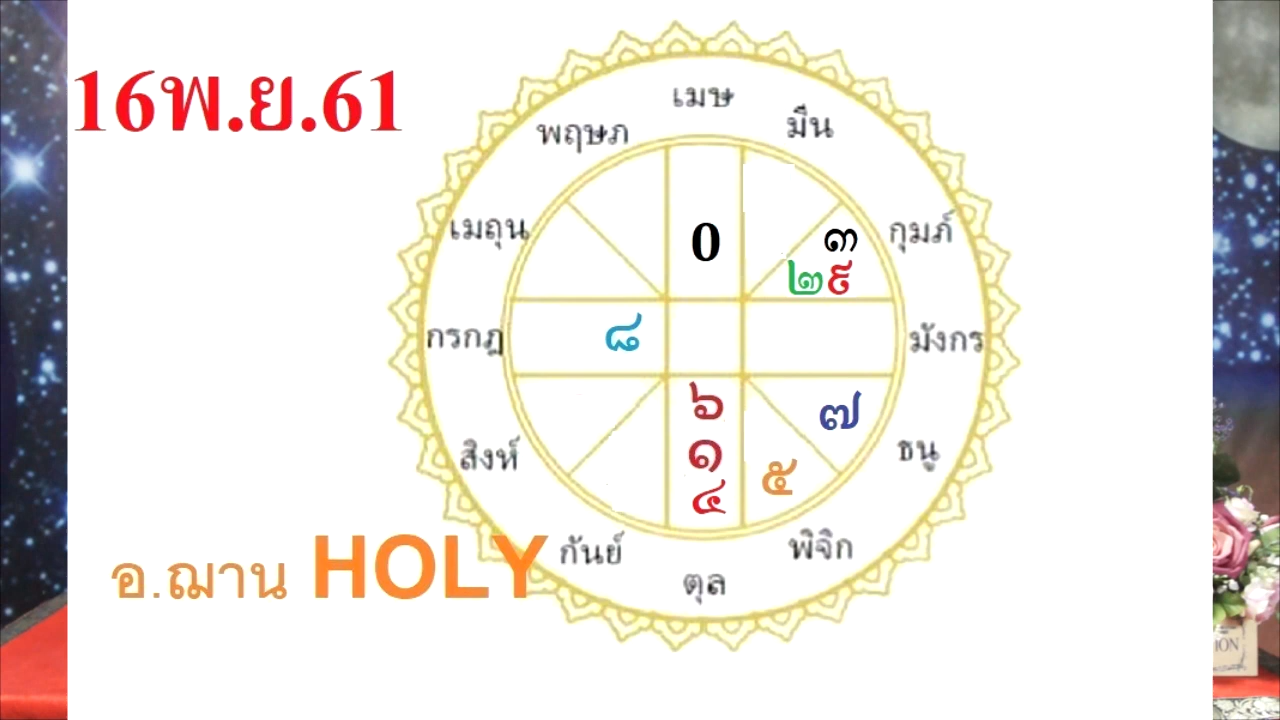 16พ.ย.61
เมษ
มีน
พฤษภ
เมถุน
กุมภ์
0
๓
๒๙
กรกฎ
๘
มังกร
๖
๗
๑
สิงห์
ธนู
๕
๔
อ.ฌาน HOLY
กันย์
พิจิก
ตุล
ION